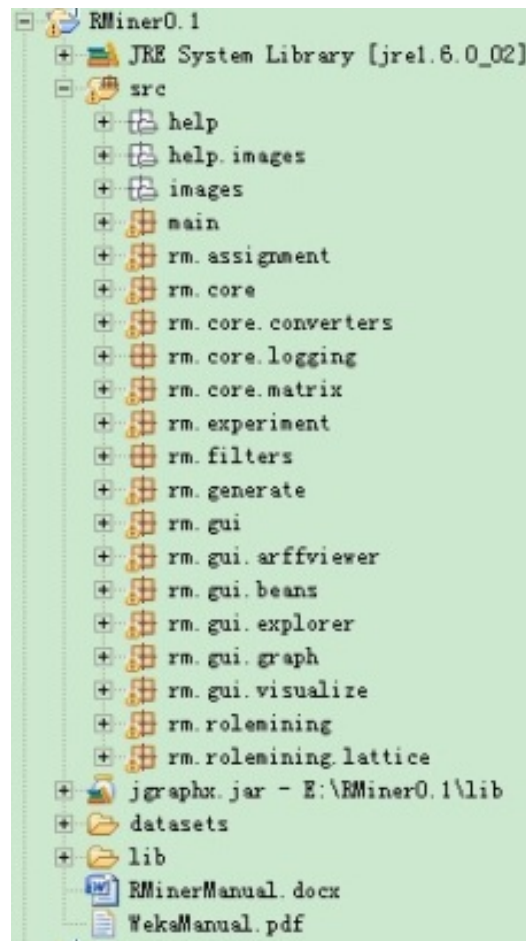 RMiner0.1
JRE System Library [jre1.6.0_02]
src
help
help.images
images
main
rm.assignment
rm.core
rm.core.converters
rm.core.logging
rm.core.matrix
rm.experiment
rm.filters
rm.generate
rm.gui
rm.gui.arffviewer
rm.gui.beans
rm.gui.explorer
rm.gui.graph
rm.gui.visualize
rm.rolemining
rm.rolemining.lattice
jgraphx.jar - E:\RMiner0.1\lib
datasets
lib
RMinerManual.docx
WekaManual.pdf